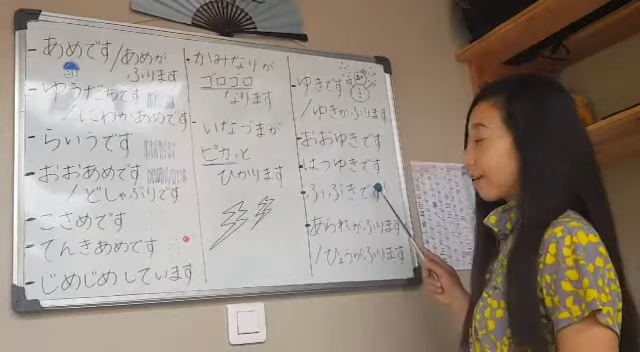 - あめです/あめが
ふります
- ゆうだちです
/にわかあめです
- らいうです
- おおあめです
/どしゃぶりです
- こさめです
- てんきあめです
- じめじめしています
- かみなりが
ゴロゴロ
なります
- いなづまが
ピカッと
ひかります
- ゆきです
/ゆきがふります
- おおゆきです
- はつゆきです
- ふぶきです
- あられがふります
/ひょうがふります